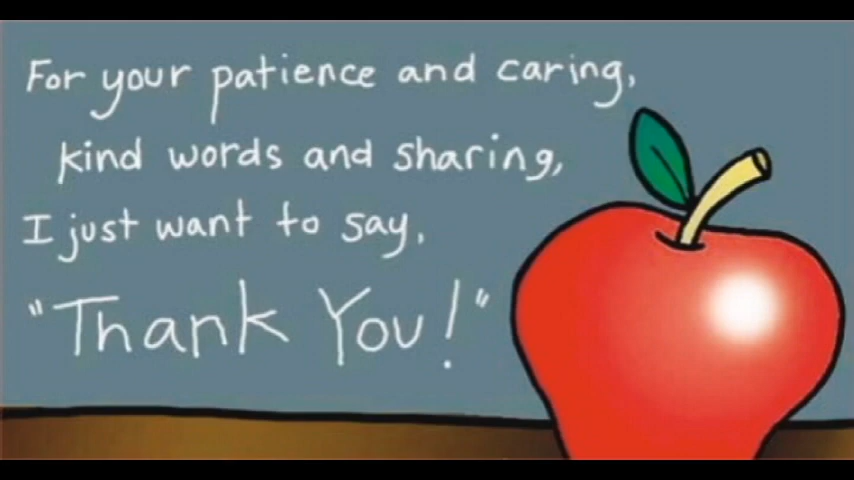 For your patience and caring,
kind words and sharing,
I just want to say,
"Thank You!"